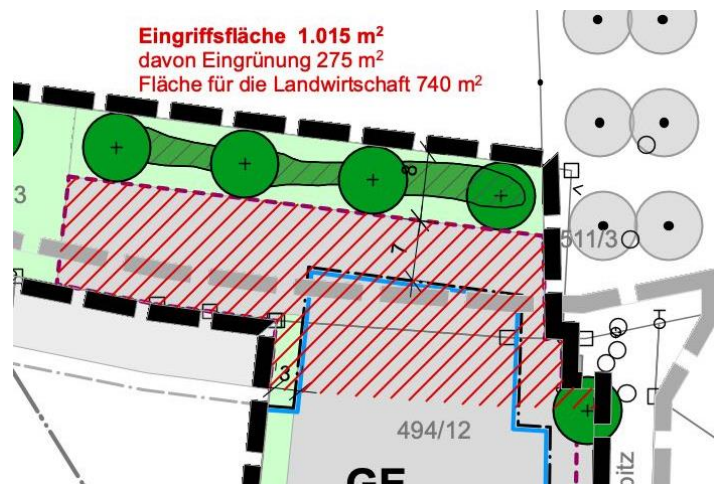 Eingriffsfläche 1.015 m²
davon Eingrünung 275 m²
Fläche für die Landwirtschaft 740 m²
8
3
511/3
7
3
494/12
GE